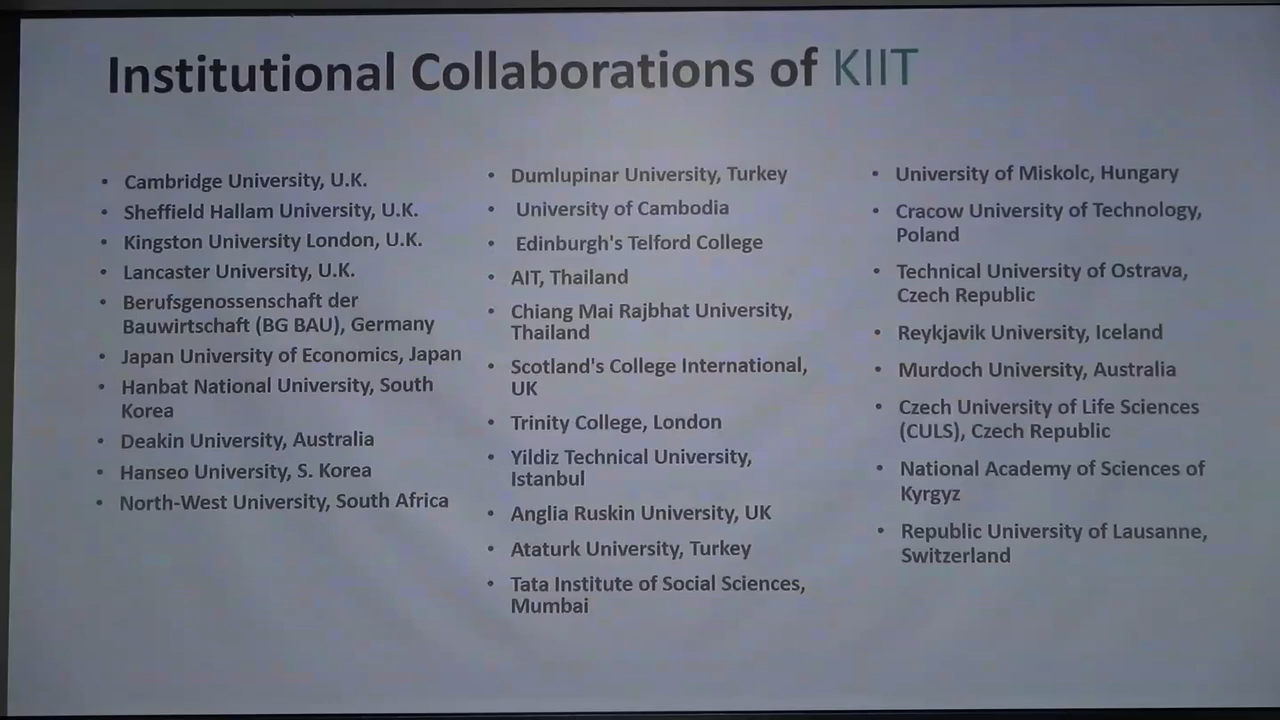 Institutional Collaborations of KIIT
• Cambridge University, U.K.
• Sheffield Hallam University, U.K.
• Kingston University London, U.K.
• Lancaster University, U.K.
• Berufsgenossenschaft der
Bauwirtschaft (BG BAU), Germany
• Japan University of Economics, Japan
• Hanbat National University, South
Korea
• Deakin University, Australia
• Hanseo University, S. Korea
• North-West University, South Africa
• Dumlupinar University, Turkey
• University of Cambodia
• Edinburgh's Telford College
• AIT, Thailand
• Chiang Mai Rajbhat University,
Thailand
• Scotland's College International,
UK
• Trinity College, London
• Yildiz Technical University,
Istanbul
• Anglia Ruskin University, UK
• Ataturk University, Turkey
• Tata Institute of Social Sciences,
Mumbai
• University of Miskolc, Hungary
• Cracow University of Technology,
Poland
• Technical University of Ostrava,
Czech Republic
• Reykjavik University, Iceland
• Murdoch University, Australia
• Czech University of Life Sciences
(CULS), Czech Republic
• National Academy of Sciences of
Kyrgyz
• Republic University of Lausanne,
Switzerland